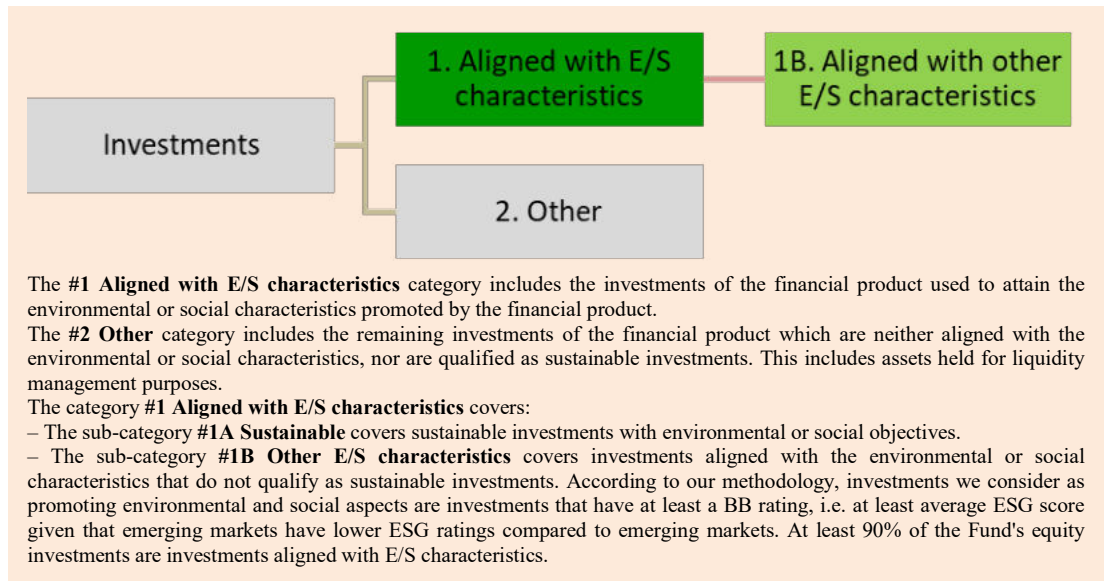 1. Aligned with E/S
characteristics
1B. Aligned with other
E/S characteristics
Investments
2. Other
The #1 Aligned with E/S characteristics category includes the investments of the financial product used to attain the
environmental or social characteristics promoted by the financial product.
The #2 Other category includes the remaining investments of the financial product which are neither aligned with the
environmental or social characteristics, nor are qualified as sustainable investments. This includes assets held for liquidity
management purposes.
The category #1 Aligned with E/S characteristics covers:
– The sub-category #1A Sustainable covers sustainable investments with environmental or social objectives.
– The sub-category #1B Other E/S characteristics covers investments aligned with the environmental or social
characteristics that do not qualify as sustainable investments. According to our methodology, investments we consider as
promoting environmental and social aspects are investments that have at least a BB rating, i.e. at least average ESG score
given that emerging markets have lower ESG ratings compared to emerging markets. At least 90% of the Fund's equity
investments are investments aligned with E/S characteristics.